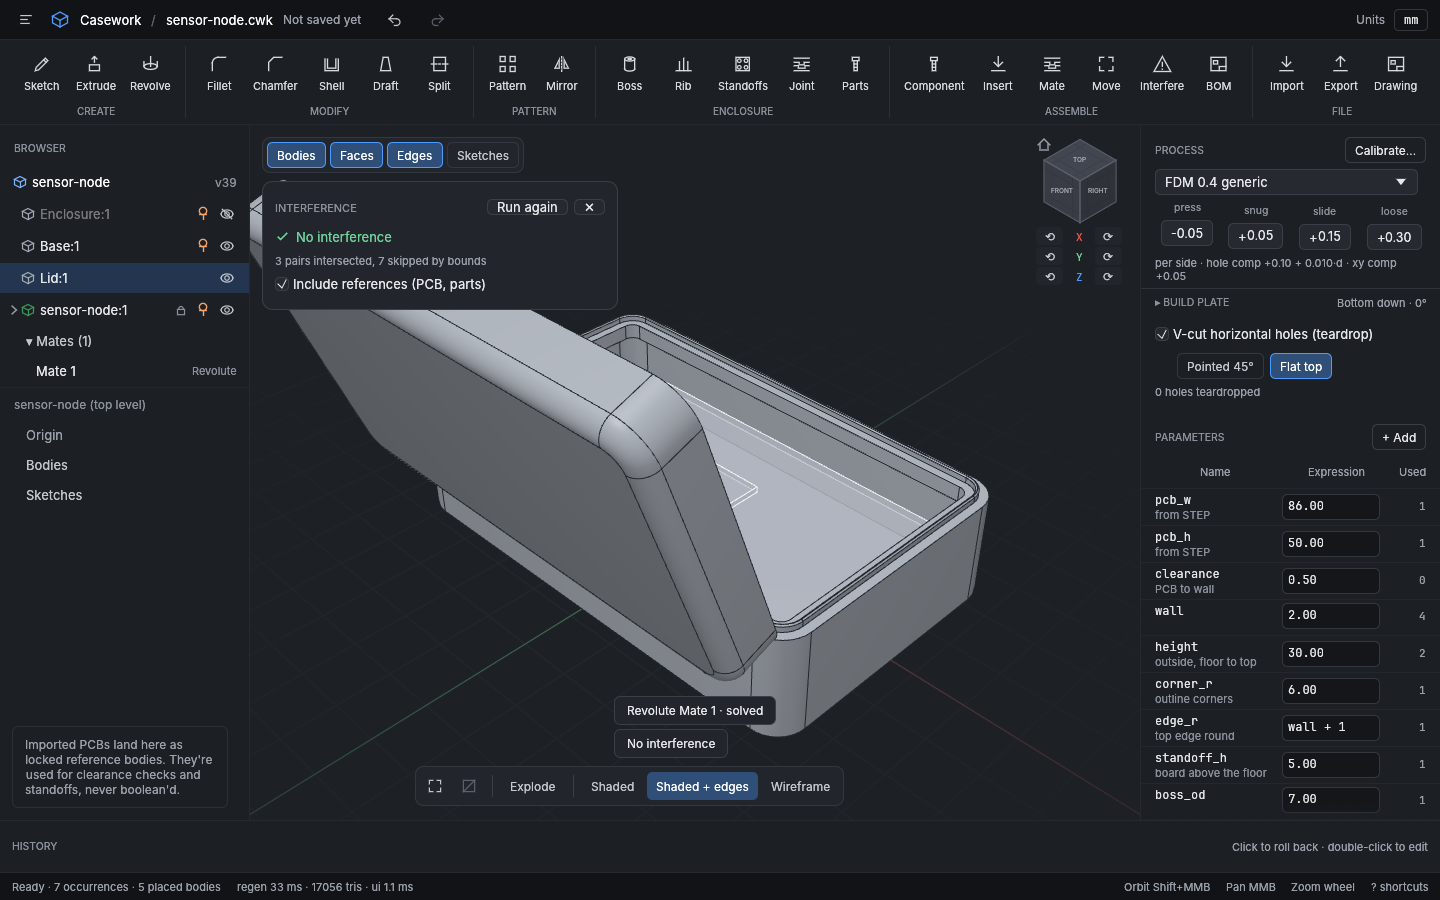 Casework / sensor-node.cwk Not saved yet
Units mm
Sketch Extrude Revolve
CREATE
Fillet Chamfer Shell Draft Split
MODIFY
Pattern Mirror
PATTERN
Boss Rib Standoffs Joint Parts
ENCLOSURE
Component Insert Mate Move Interfere BOM
ASSEMBLE
Import Export Drawing
FILE
BROWSER
sensor-node v39
Enclosure:1
Base:1
Lid:1
sensor-node:1
▾ Mates (1)
Mate 1 Revolute
sensor-node (top level)
Origin
Bodies
Sketches
Imported PCBs land here as
locked reference bodies. They're
used for clearance checks and
standoffs, never boolean'd.
Bodies Faces Edges Sketches
INTERFERENCE Run again ✕
✓ No interference
3 pairs intersected, 7 skipped by bounds
Include references (PCB, parts)
TOP
FRONT RIGHT
⟲ X ⟳
⟲ Y ⟳
⟲ Z ⟳
Revolute Mate 1 · solved
No interference
Explode Shaded Shaded + edges Wireframe
PROCESS Calibrate...
FDM 0.4 generic
press snug slide loose
-0.05 +0.05 +0.15 +0.30
per side · hole comp +0.10 + 0.010·d · xy comp
+0.05
▸ BUILD PLATE Bottom down · 0°
V-cut horizontal holes (teardrop)
Pointed 45° Flat top
0 holes teardropped
PARAMETERS + Add
Name Expression Used
pcb_w 86.00 1
from STEP
pcb_h 50.00 1
from STEP
clearance 0.50 0
PCB to wall
wall 2.00 4
height 30.00 2
outside, floor to top
corner_r 6.00 1
outline corners
edge_r wall + 1 1
top edge round
standoff_h 5.00 1
board above the floor
boss_od 7.00 1
HISTORY Click to roll back · double-click to edit
Ready · 7 occurrences · 5 placed bodies regen 33 ms · 17056 tris · ui 1.1 ms
Orbit Shift+MMB Pan MMB Zoom wheel ? shortcuts